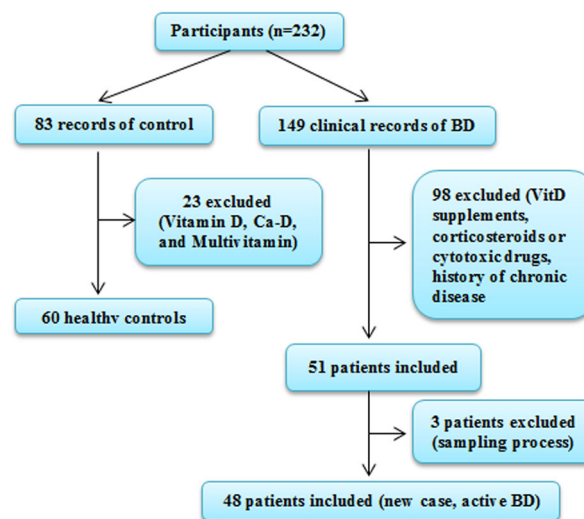 Participants (n=232)
83 records of control
149 clinical records of BD
23 excluded
(Vitamin D, Ca-D,
and Multivitamin)
98 excluded (VitD
supplements,
corticosteroids or
cytotoxic drugs,
history of chronic
disease
60 healthv controls
51 patients included
3 patients excluded
(sampling process)
48 patients included (new case, active BD)